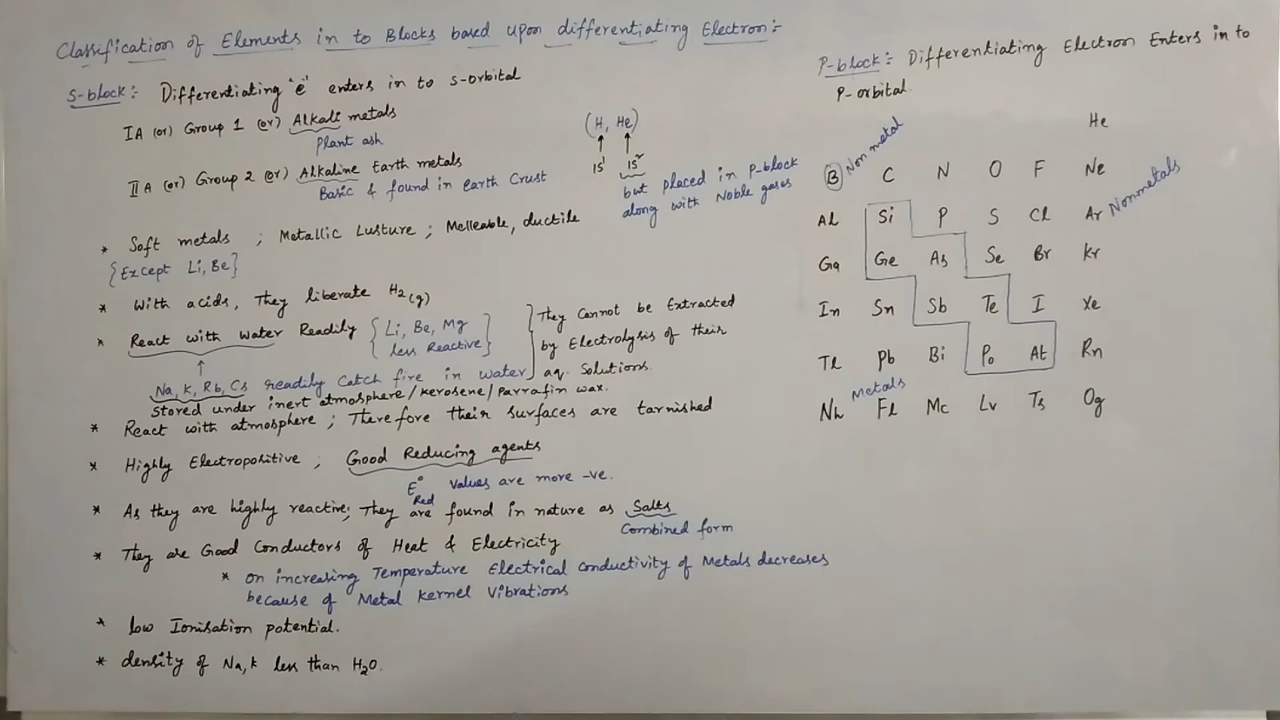 Classification of Elements in to Blocks based upon differentiating Electron :-
S-block :- Differentiating "e" enters in to s-orbital
IA (or) Group 1 (or) Alkali metals
Plant ash
II A (or) Group 2 (or) Alkaline Earth metals
Basic & found in earth Crust
(H, He)
1s¹ 1s²
but placed in P-block
along with Noble gases
* Soft metals ; Metallic Lusture ; Melleable, ductile
{Except Li, Be}
* With acids, They liberate H₂(g)
* React with water Readily { Li, Be, Mg
less Reactive }
They Cannot be Extracted
by Electrolysis of their
aq. Solutions.
Na, K, Rb, Cs readily Catch fire in water
Stored under inert atmosphere / kerosene / Parrafin wax.
* React with atmosphere ; Therefore their surfaces are tarnished
* Highly Electropositive ; Good Reducing agents
E°Red values are more -ve.
* As they are highly reactive; They are found in nature as Salts
Combined form
* They are Good Conductors of Heat & Electricity
* on increasing Temperature Electrical conductivity of Metals decreases
because of Metal Kernel Vibrations
* low Ionisation potential.
* density of Na, K less than H₂O.
P-block :- Differentiating Electron Enters in to
P-orbital
He
B Non metal C N O F Ne
Al Si P S Cl Ar Nonmetals
Ga Ge As Se Br Kr
In Sn Sb Te I Xe
Tl Pb Bi Po At Rn
Metals
Nh Fl Mc Lv Ts Og